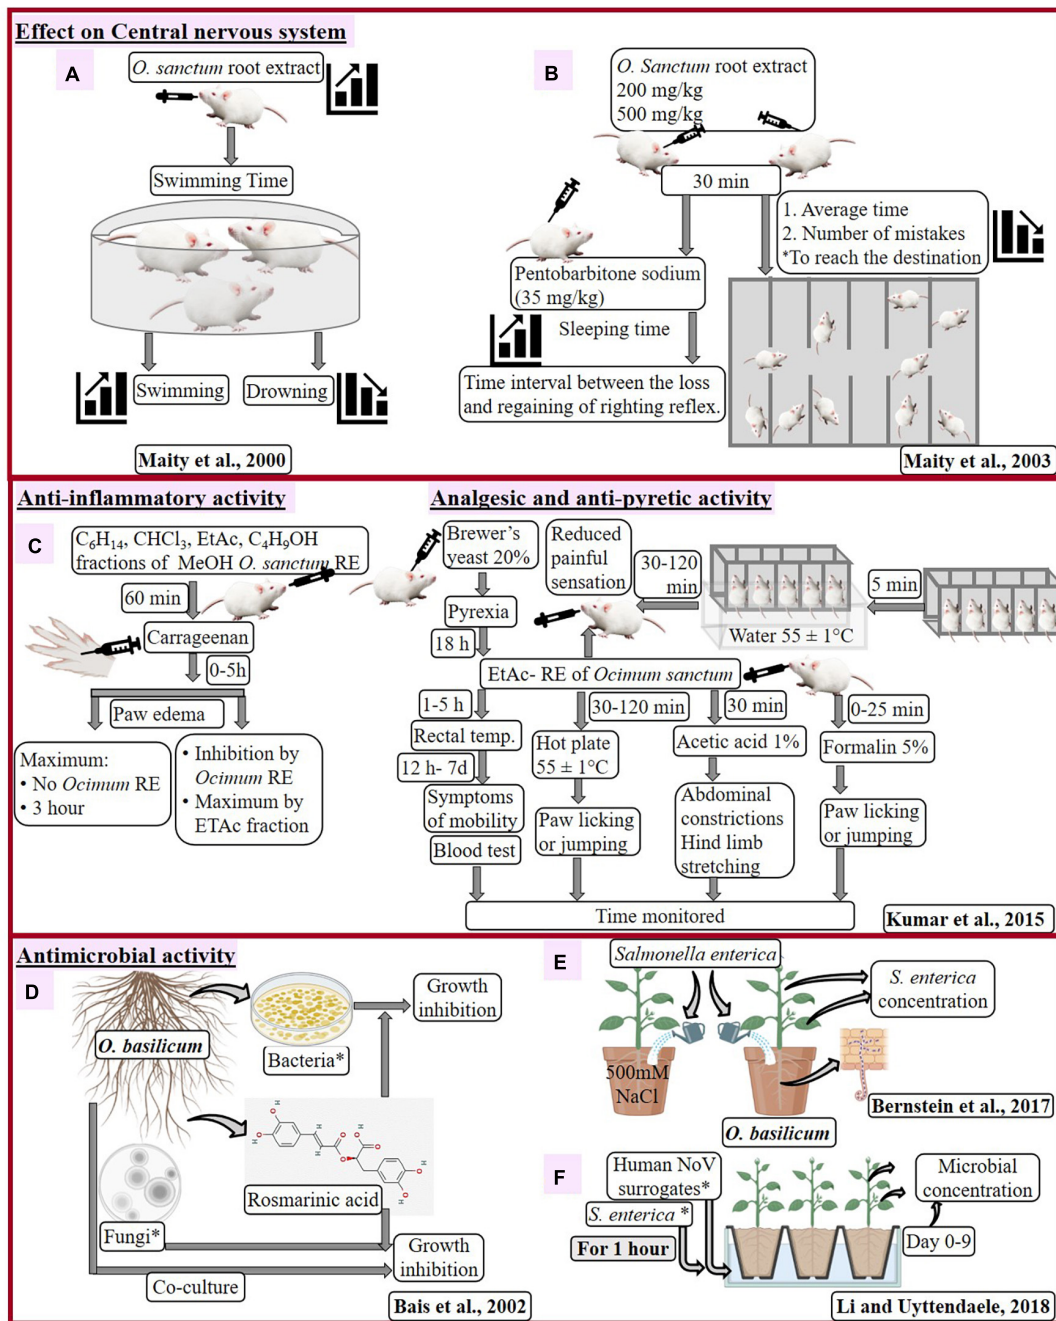 Effect on Central nervous system
A
O. sanctum root extract
Swimming Time
Swimming
Drowning
Maity et al., 2000
B
O. Sanctum root extract
200 mg/kg
500 mg/kg
30 min
1. Average time
2. Number of mistakes
*To reach the destination
Pentobarbitone sodium
(35 mg/kg)
Sleeping time
Time interval between the loss
and regaining of righting reflex.
Maity et al., 2003
Anti-inflammatory activity
C
C₆H₁₄, CHCl₃, EtAc, C₄H₉OH
fractions of MeOH O. sanctum RE
60 min
Carrageenan
0-5h
Paw edema
Maximum:
• No Ocimum RE
• 3 hour
• Inhibition by
Ocimum RE
• Maximum by
ETAc fraction
Analgesic and anti-pyretic activity
Brewer's
yeast 20%
Pyrexia
18 h
Reduced
painful
sensation
30-120
min
5 min
Water 55 ± 1°C
EtAc- RE of Ocimum sanctum
1-5 h
Rectal temp.
12 h- 7d
Symptoms
of mobility
Blood test
30-120 min
Hot plate
55 ± 1°C
Paw licking
or jumping
30 min
Acetic acid 1%
Abdominal
constrictions
Hind limb
stretching
0-25 min
Formalin 5%
Paw licking
or jumping
Time monitored
Kumar et al., 2015
Antimicrobial activity
D
O. basilicum
Bacteria*
Growth
inhibition
Rosmarinic acid
Fungi*
Growth
inhibition
Co-culture
Bais et al., 2002
E
Salmonella enterica
S. enterica
concentration
500mM
NaCl
O. basilicum
Bernstein et al., 2017
F
Human NoV
surrogates*
S. enterica *
For 1 hour
Microbial
concentration
Day 0-9
Li and Uyttendaele, 2018